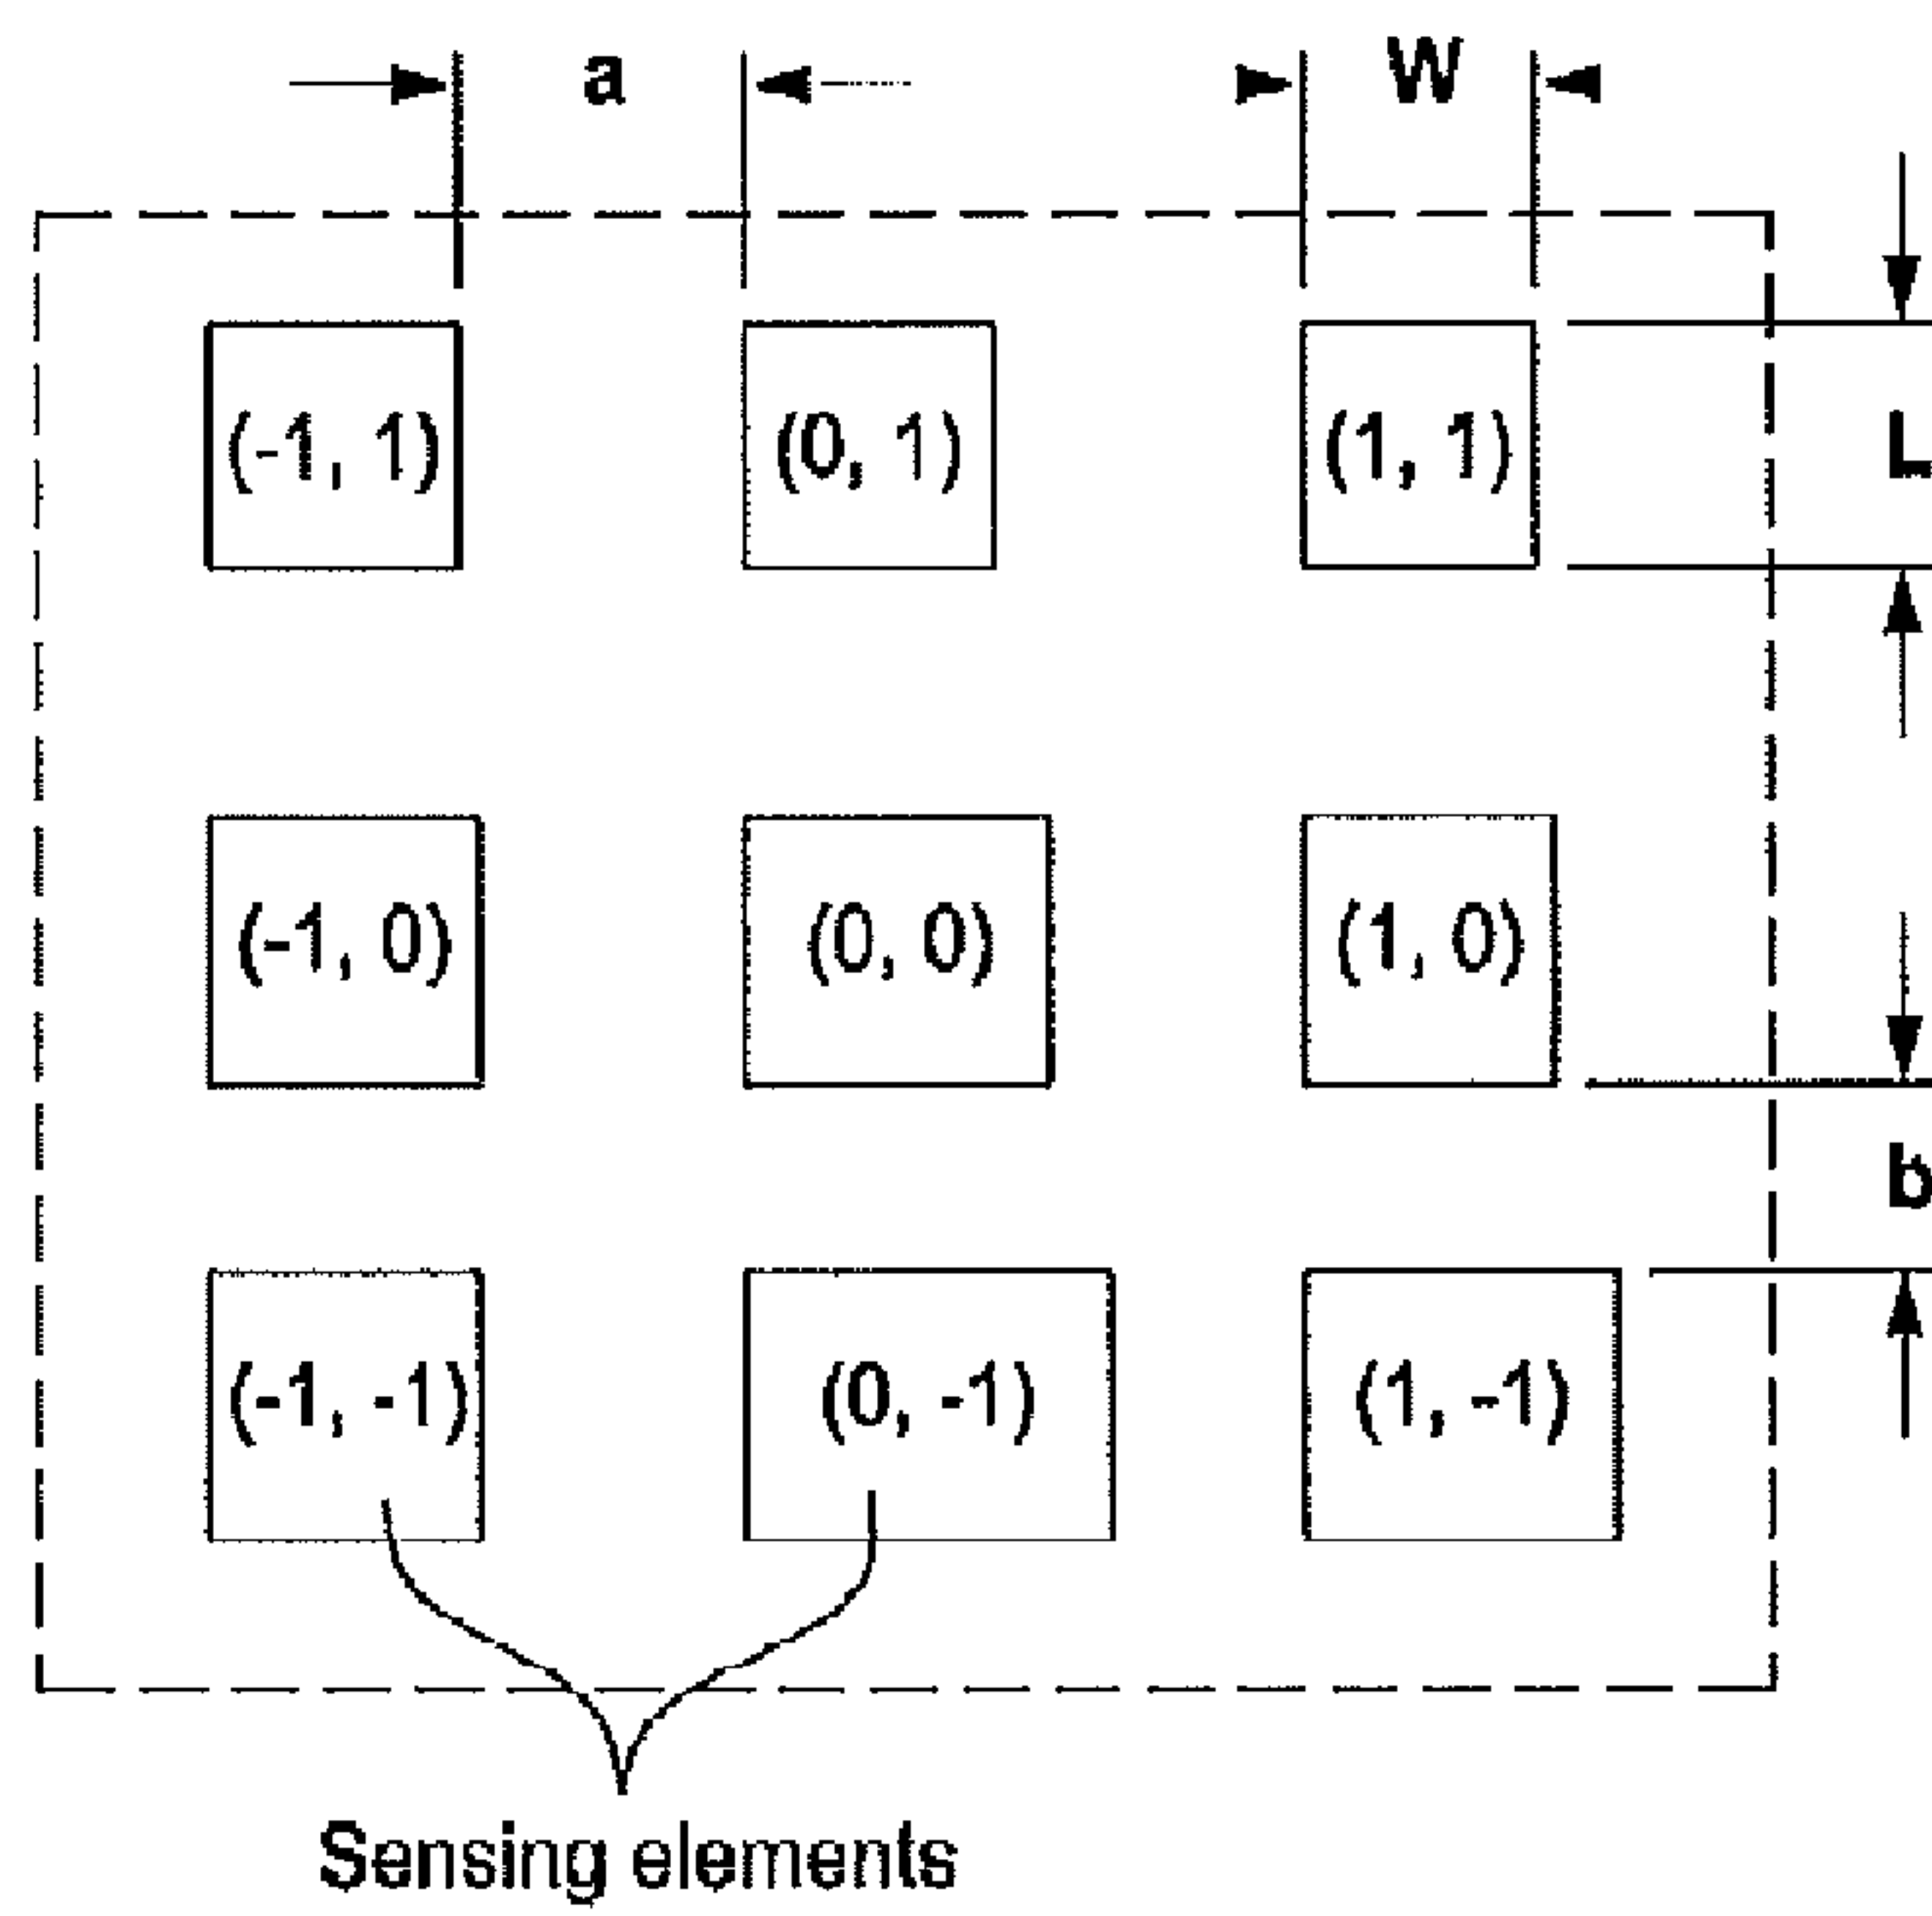 a W
(-1, 1) (0, 1) (1, 1) L
(-1, 0) (0, 0) (1, 0)
b
(-1, -1) (0, -1) (1, -1)
Sensing elements